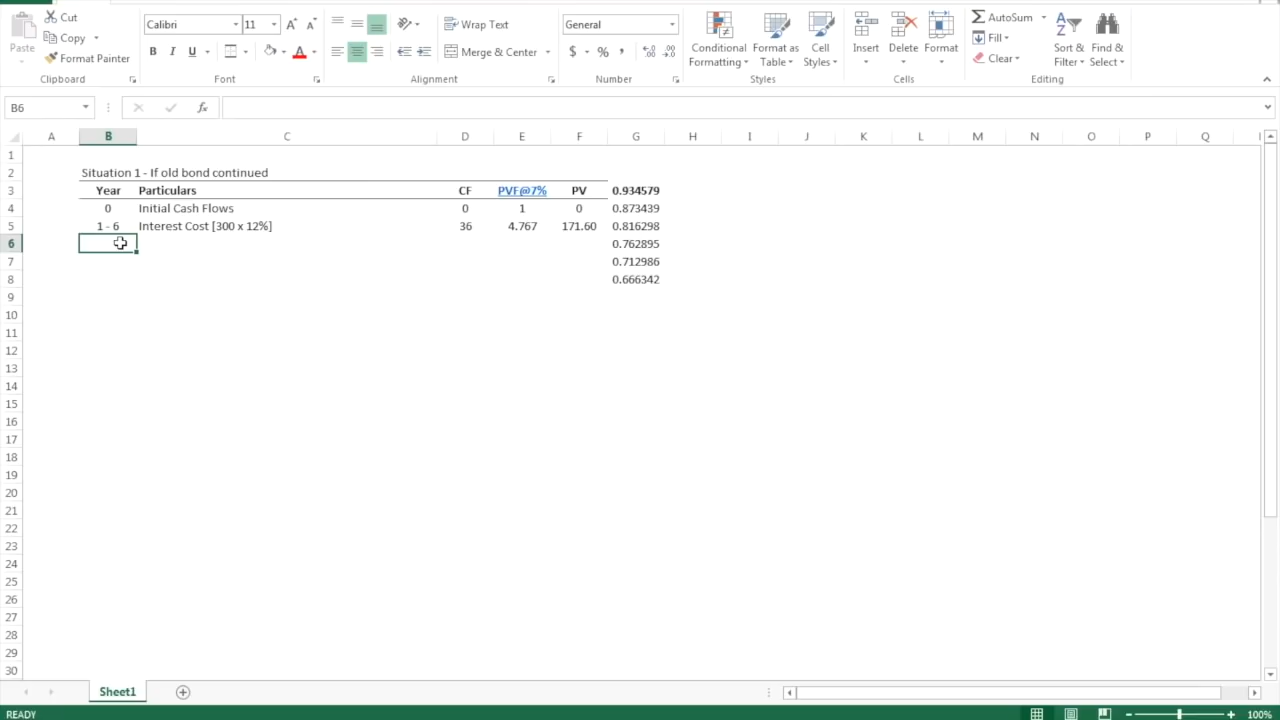 Cut
Copy
Paste
Format Painter
Clipboard
Calibri 11 A A
B I U A
Font
Wrap Text
Merge & Center
Alignment
General
$ % ,
Number
Conditional Formatting
Format as Table
Cell Styles
Styles
Insert
Delete
Format
Cells
AutoSum
Fill
Clear
Sort & Filter
Find & Select
Editing
B6 fx
A B C D E F G H I J K L M N O P Q
1
2 Situation 1 - If old bond continued
3 Year Particulars CF PVF@7% PV 0.934579
4 0 Initial Cash Flows 0 1 0 0.873439
5 1 - 6 Interest Cost [300 x 12%] 36 4.767 171.60 0.816298
6 0.762895
7 0.712986
8 0.666342
9
10
11
12
13
14
15
16
17
18
19
20
21
22
23
24
25
26
27
28
29
30
Sheet1
READY 100%